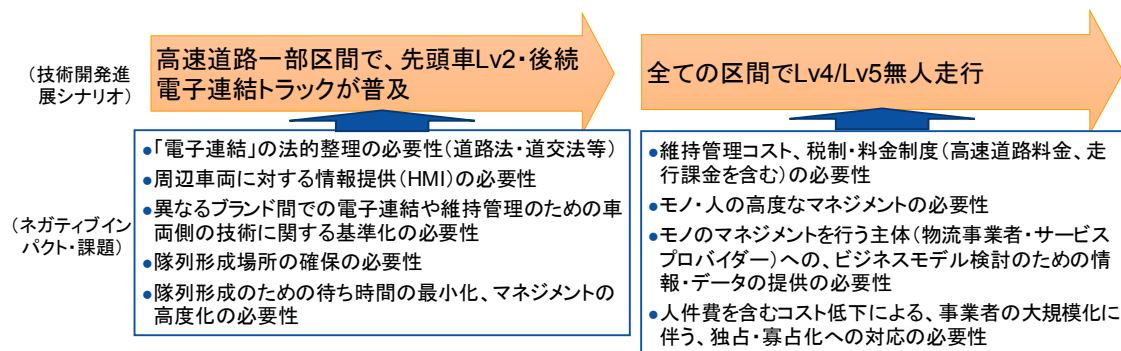 (技術開発進
展シナリオ)
高速道路一部区間で、先頭車Lv2・後続
電子連結トラックが普及
全ての区間でLv4/Lv5無人走行
(ネガティブイン
パクト・課題)
●「電子連結」の法的整理の必要性(道路法・道交法等)
●周辺車両に対する情報提供(HMI)の必要性
●異なるブランド間での電子連結や維持管理のための車
両側の技術に関する基準化の必要性
●隊列形成場所の確保の必要性
●隊列形成のための待ち時間の最小化、マネジメントの
高度化の必要性
●維持管理コスト、税制・料金制度(高速道路料金、走
行課金を含む)の必要性
●モノ・人の高度なマネジメントの必要性
●モノのマネジメントを行う主体(物流事業者・サービス
プロバイダー)への、ビジネスモデル検討のための情
報・データの提供の必要性
●人件費を含むコスト低下による、事業者の大規模化に
伴う、独占・寡占化への対応の必要性